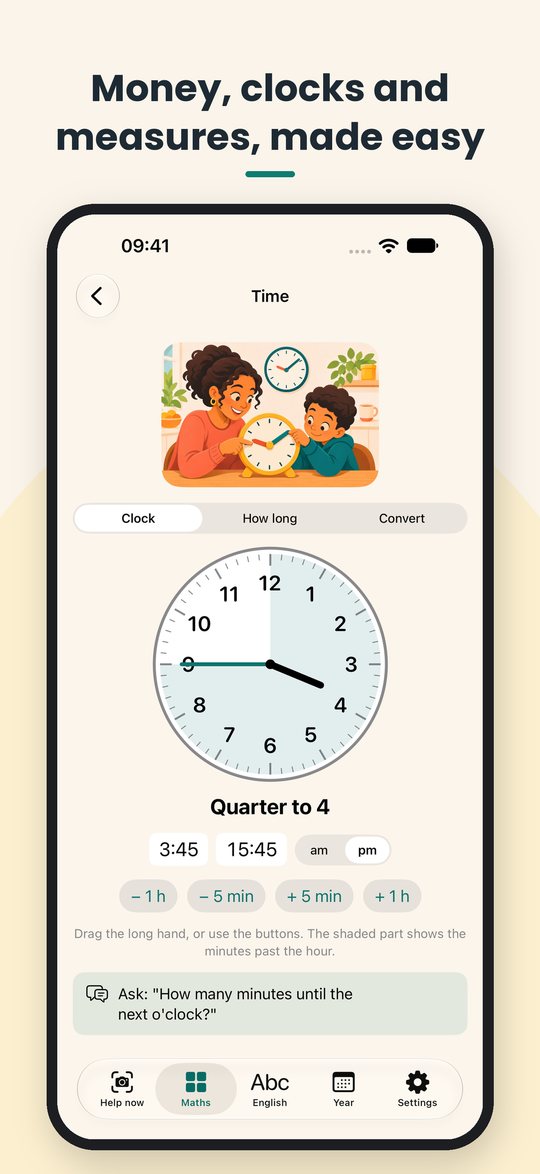 Money, clocks and
measures, made easy
09:41
Time
Clock
How long
Convert
12
1
2
3
4
5
6
7
8
9
10
11
Quarter to 4
3:45
15:45
am
pm
– 1 h
– 5 min
+ 5 min
+ 1 h
Drag the long hand, or use the buttons. The shaded part shows the
minutes past the hour.
Ask: "How many minutes until the
next o'clock?"
Abc
Help now
Maths
English
Year
Settings